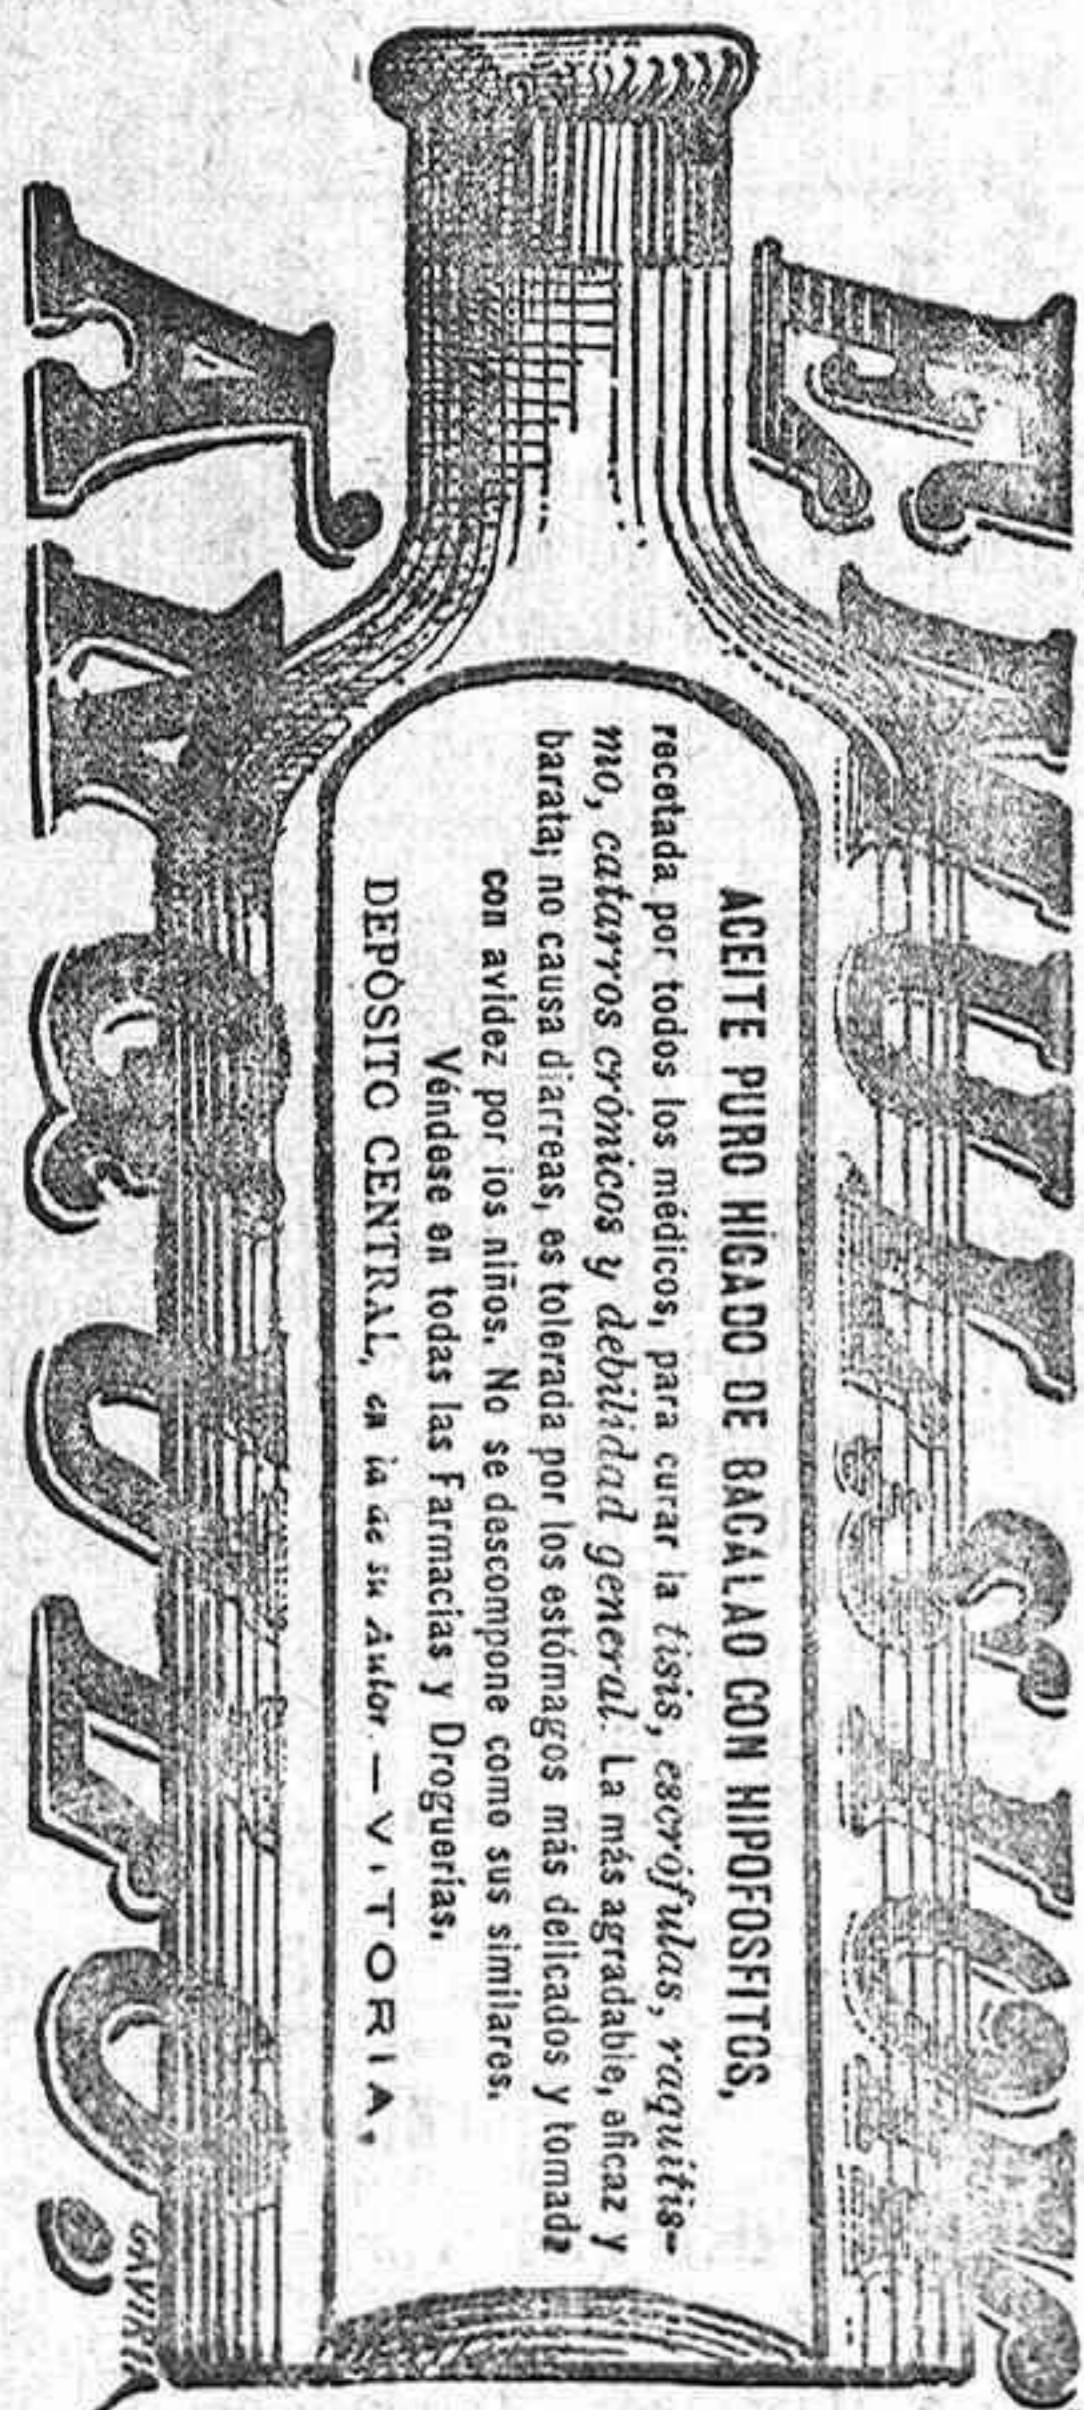 EMULSIÓN
ACEITE PURO HÍGADO DE BACALAO CON HIPOFOSFITOS,
recetada por todos los médicos, para curar la tisis, escrófulas, raquitis-
mo, catarros crónicos y debilidad general. La más agradable, eficaz y
barata; no causa diarreas, es tolerada por los estómagos más delicados y tomada
con avidez por los niños. No se descompone como sus similares.
Véndese en todas las Farmacias y Droguerías.
DEPÓSITO CENTRAL, en la de su Autor.—VITORIA.